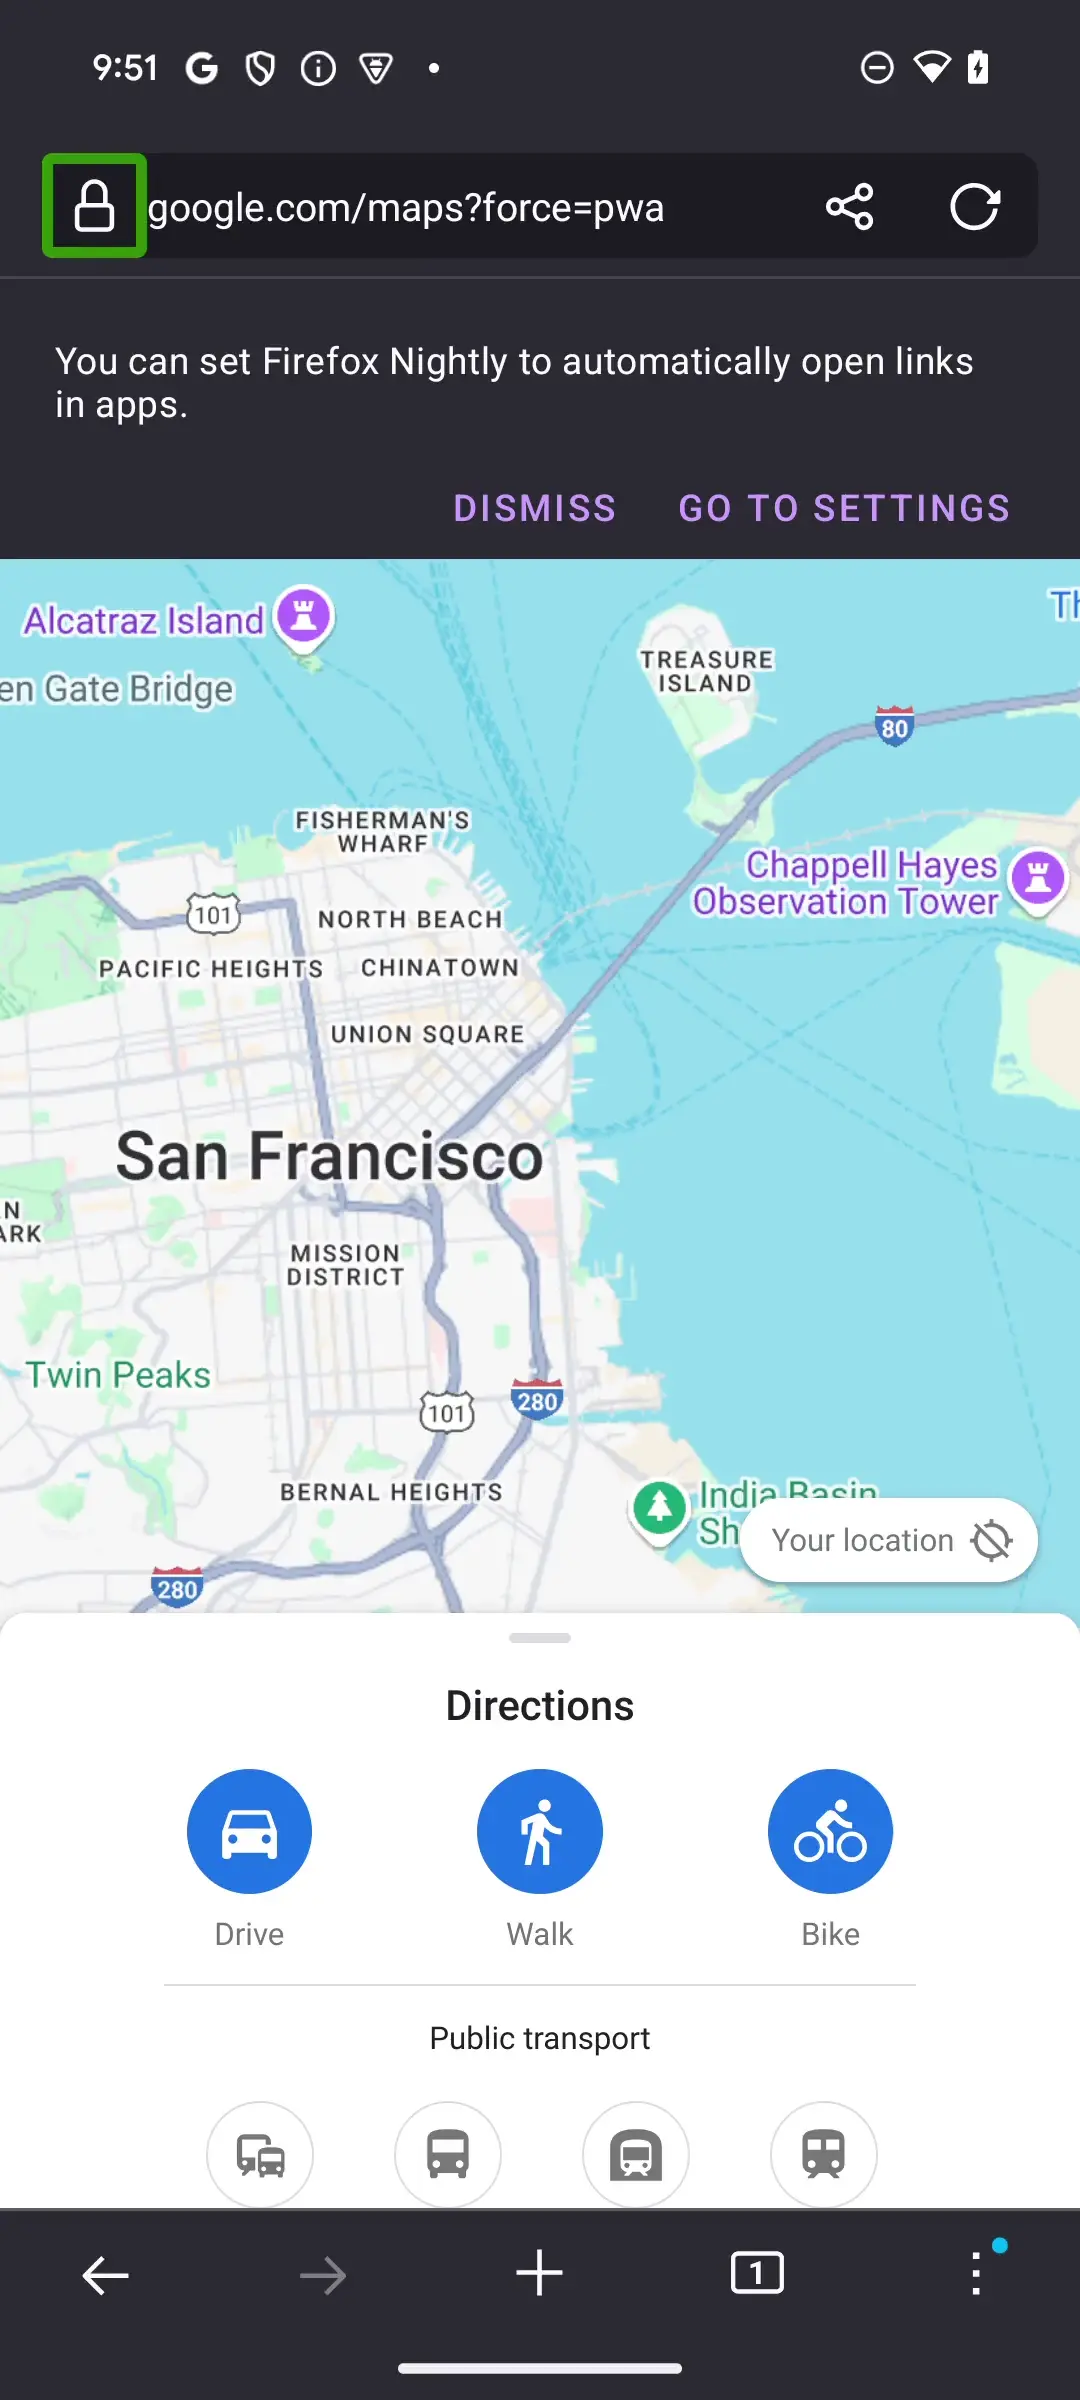 9:51
google.com/maps?force=pwa
You can set Firefox Nightly to automatically open links
in apps.
DISMISS GO TO SETTINGS
Alcatraz Island
Th
en Gate Bridge
TREASURE
ISLAND
80
FISHERMAN'S
WHARF
Chappell Hayes
Observation Tower
101
NORTH BEACH
PACIFIC HEIGHTS
CHINATOWN
UNION SQUARE
San Francisco
N
ARK
MISSION
DISTRICT
Twin Peaks
280
101
BERNAL HEIGHTS
India Basin
Sh
Your location
280
Directions
Drive
Walk
Bike
Public transport
1